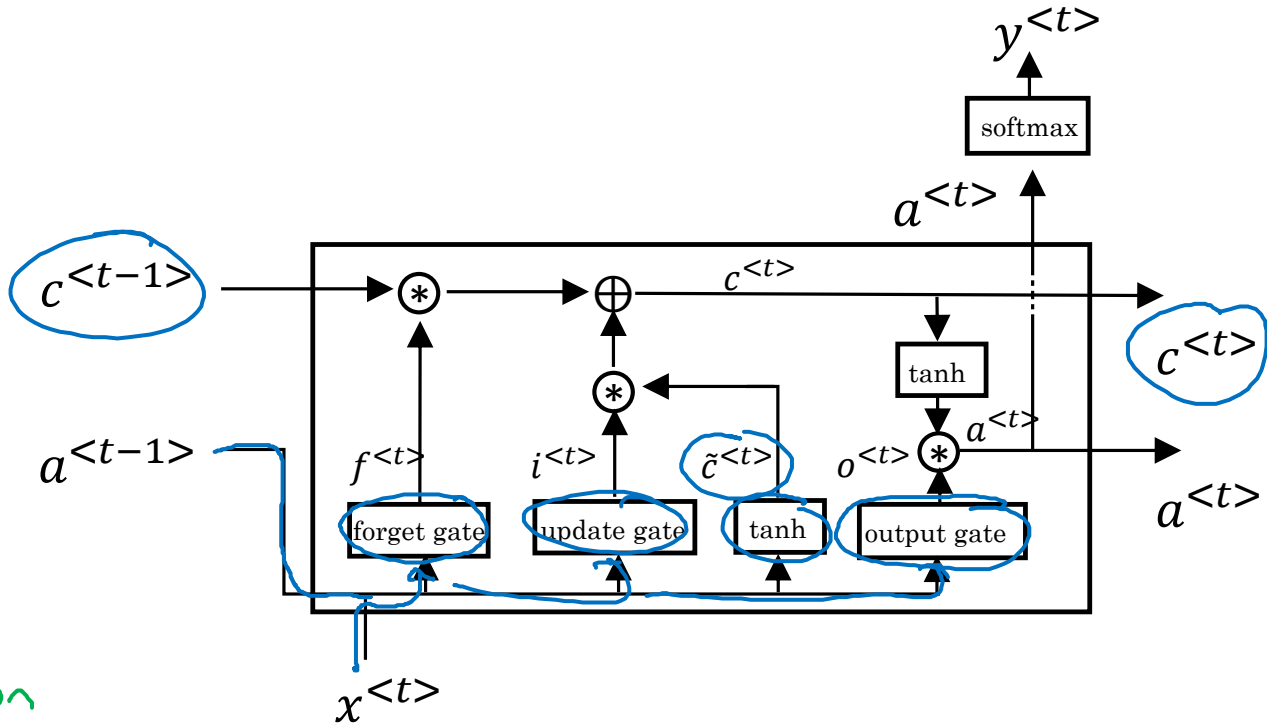 y^{<t>}
softmax
a^{<t>}
c^{<t-1>} * ⊕ c^{<t>}
tanh c^{<t>}
*
a^{<t-1>} f^{<t>} i^{<t>} c̃^{<t>} o^{<t>} * a^{<t>}
a^{<t>}
forget gate update gate tanh output gate
x^{<t>}